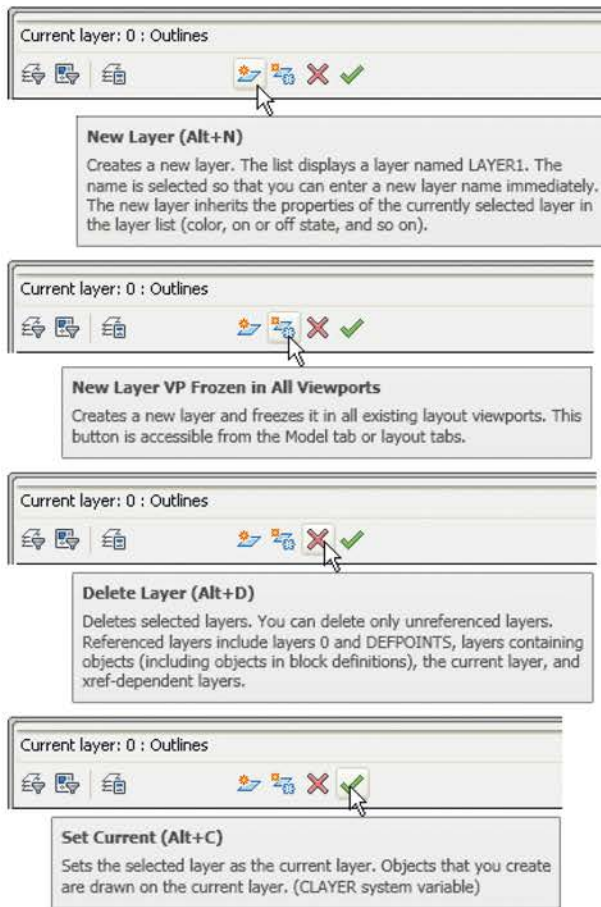 Current layer: 0 : Outlines
New Layer (Alt+N)
Creates a new layer. The list displays a layer named LAYER1. The
name is selected so that you can enter a new layer name immediately.
The new layer inherits the properties of the currently selected layer in
the layer list (color, on or off state, and so on).
Current layer: 0 : Outlines
New Layer VP Frozen in All Viewports
Creates a new layer and freezes it in all existing layout viewports. This
button is accessible from the Model tab or layout tabs.
Current layer: 0 : Outlines
Delete Layer (Alt+D)
Deletes selected layers. You can delete only unreferenced layers.
Referenced layers include layers 0 and DEFPOINTS, layers containing
objects (including objects in block definitions), the current layer, and
xref-dependent layers.
Current layer: 0 : Outlines
Set Current (Alt+C)
Sets the selected layer as the current layer. Objects that you create
are drawn on the current layer. (CLAYER system variable)